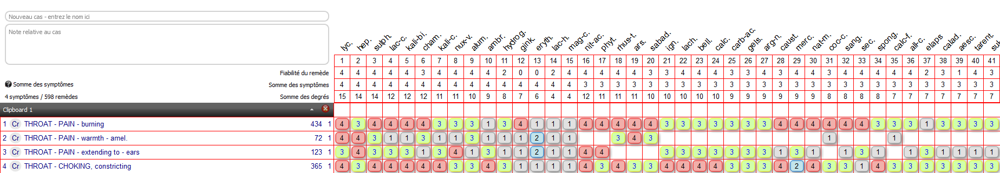 Nouveau cas - entrez le nom ici
Note relative au cas
lyc. hep. sulph. lac-c. kali-bi. cham. kali-c. nux-v. alum. ambr. hydrog. gink. eryth. lac-h. mag-c. nit-ac. phyt. rhus-t. ars. sabad. ign. lach. bell. calc. carb-ac. gels. arg-n. caust. merc. nat-m. coc-c. sang. sec. spong. calc-f. all-c. elaps calad. aesc. tarent. sul
1 2 3 4 5 6 7 8 9 10 11 12 13 14 15 16 17 18 19 20 21 22 23 24 25 26 27 28 29 30 31 32 33 34 35 36 37 38 39 40 41
Fiabilité du remède 4 4 4 4 4 3 4 4 4 4 2 0 0 2 4 4 4 4 4 3 3 4 4 4 3 3 4 3 4 4 3 4 4 4 4 4 2 3 1 4 3
Somme des symptômes Somme des symptômes 4 4 4 4 4 4 4 4 4 4 4 4 4 4 4 3 3 3 3 3 3 3 3 3 3 3 3 3 3 3 3 3 3 3 3 3 3 3 3 3 3
4 symptômes / 598 remèdes Somme des degrés 15 14 14 12 12 12 11 11 10 9 8 7 6 4 4 12 11 11 11 10 10 10 10 10 9 9 9 9 9 9 8 8 8 8 7 7 7 7 7 7 7
Clipboard 1
1 Cr THROAT - PAIN - burning 434 1 4 3 4 4 4 4 3 3 3 1 3 4 1 1 1 4 4 4 4 4 3 3 3 3 3 3 3 4 4 4 4 4 4 3 3 3 1 3 3 3 3
2 Cr THROAT - PAIN - warmth - amel. 72 1 4 4 3 1 1 3 1 1 3 1 1 1 2 1 1 3 4 3 1 1
3 Cr THROAT - PAIN - extending to - ears 123 1 3 4 3 3 3 1 3 4 1 3 1 1 2 1 1 4 4 3 3 3 3 3 3 3 1 3 1 1 3 1 1 3 1 1 1 1
4 Cr THROAT - CHOKING, constricting 365 1 4 3 4 4 4 4 4 3 3 4 3 1 1 1 1 4 3 4 3 3 4 4 4 4 3 3 3 4 2 4 3 3 1 4 3 3 3 3 3 3 3